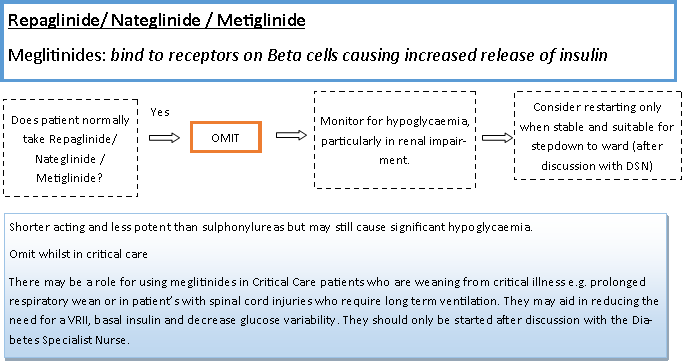 Repaglinide/ Nateglinide / Metiglinide
Meglitinides: bind to receptors on Beta cells causing increased release of insulin
Does patient normally
take Repaglinide/
Nateglinide /
Metiglinide?
Yes
OMIT
Monitor for hypoglycaemia,
particularly in renal impair-
ment.
Consider restarting only
when stable and suitable for
stepdown to ward (after
discussion with DSN)
Shorter acting and less potent than sulphonylureas but may still cause significant hypoglycaemia.
Omit whilst in critical care
There may be a role for using meglitinides in Critical Care patients who are weaning from critical illness e.g. prolonged
respiratory wean or in patient's with spinal cord injuries who require long term ventilation. They may aid in reducing the
need for a VRII, basal insulin and decrease glucose variability. They should only be started after discussion with the Dia-
betes Specialist Nurse.